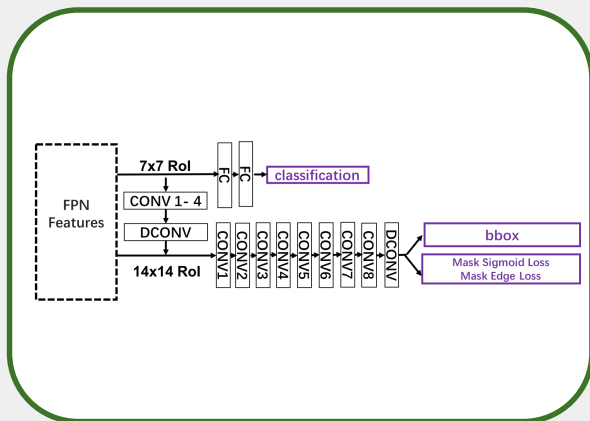 FPN
Features
7x7 RoI
CONV 1- 4
DCONV
14x14 RoI
FC
FC
classification
CONV1
CONV2
CONV3
CONV4
CONV5
CONV6
CONV7
CONV8
DCONV
bbox
Mask Sigmoid Loss
Mask Edge Loss